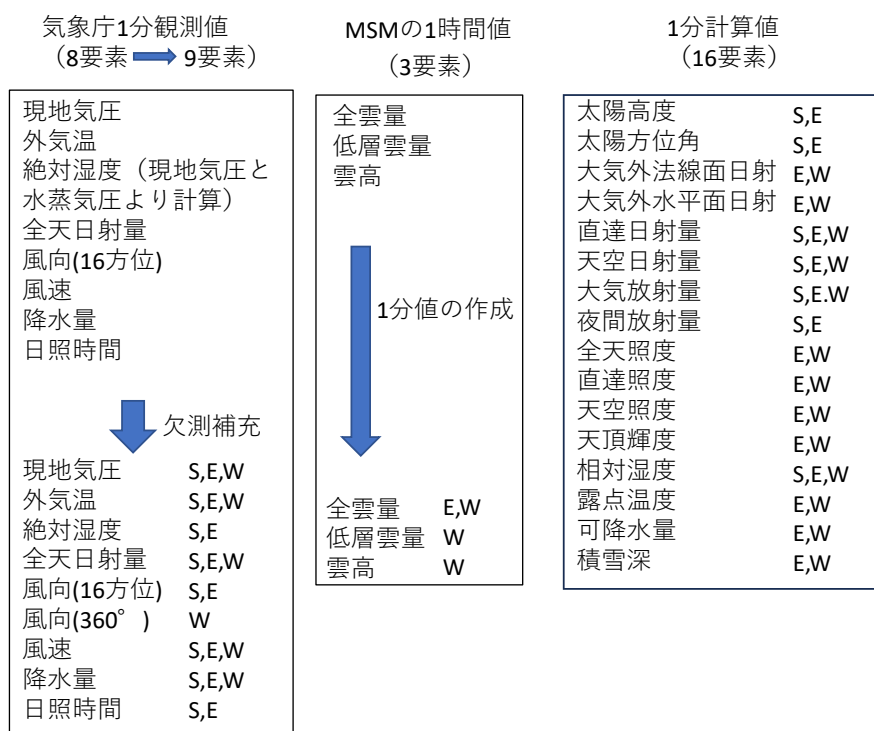 気象庁1分観測値
（8要素 9要素）
現地気圧
外気温
絶対湿度（現地気圧と
水蒸気圧より計算）
全天日射量
風向(16方位)
風速
降水量
日照時間
欠測補充
現地気圧 S,E,W
外気温 S,E,W
絶対湿度 S,E
全天日射量 S,E,W
風向(16方位) S,E
風向(360°) W
風速 S,E,W
降水量 S,E,W
日照時間 S,E
MSMの1時間値
（3要素）
全雲量
低層雲量
雲高
1分値の作成
全雲量 E,W
低層雲量 W
雲高 W
1分計算値
（16要素）
太陽高度 S,E
太陽方位角 S,E
大気外法線面日射 E,W
大気外水平面日射 E,W
直達日射量 S,E,W
天空日射量 S,E,W
大気放射量 S,E.W
夜間放射量 S,E
全天照度 E,W
直達照度 E,W
天空照度 E,W
天頂輝度 E,W
相対湿度 S,E,W
露点温度 E,W
可降水量 E,W
積雪深 E,W